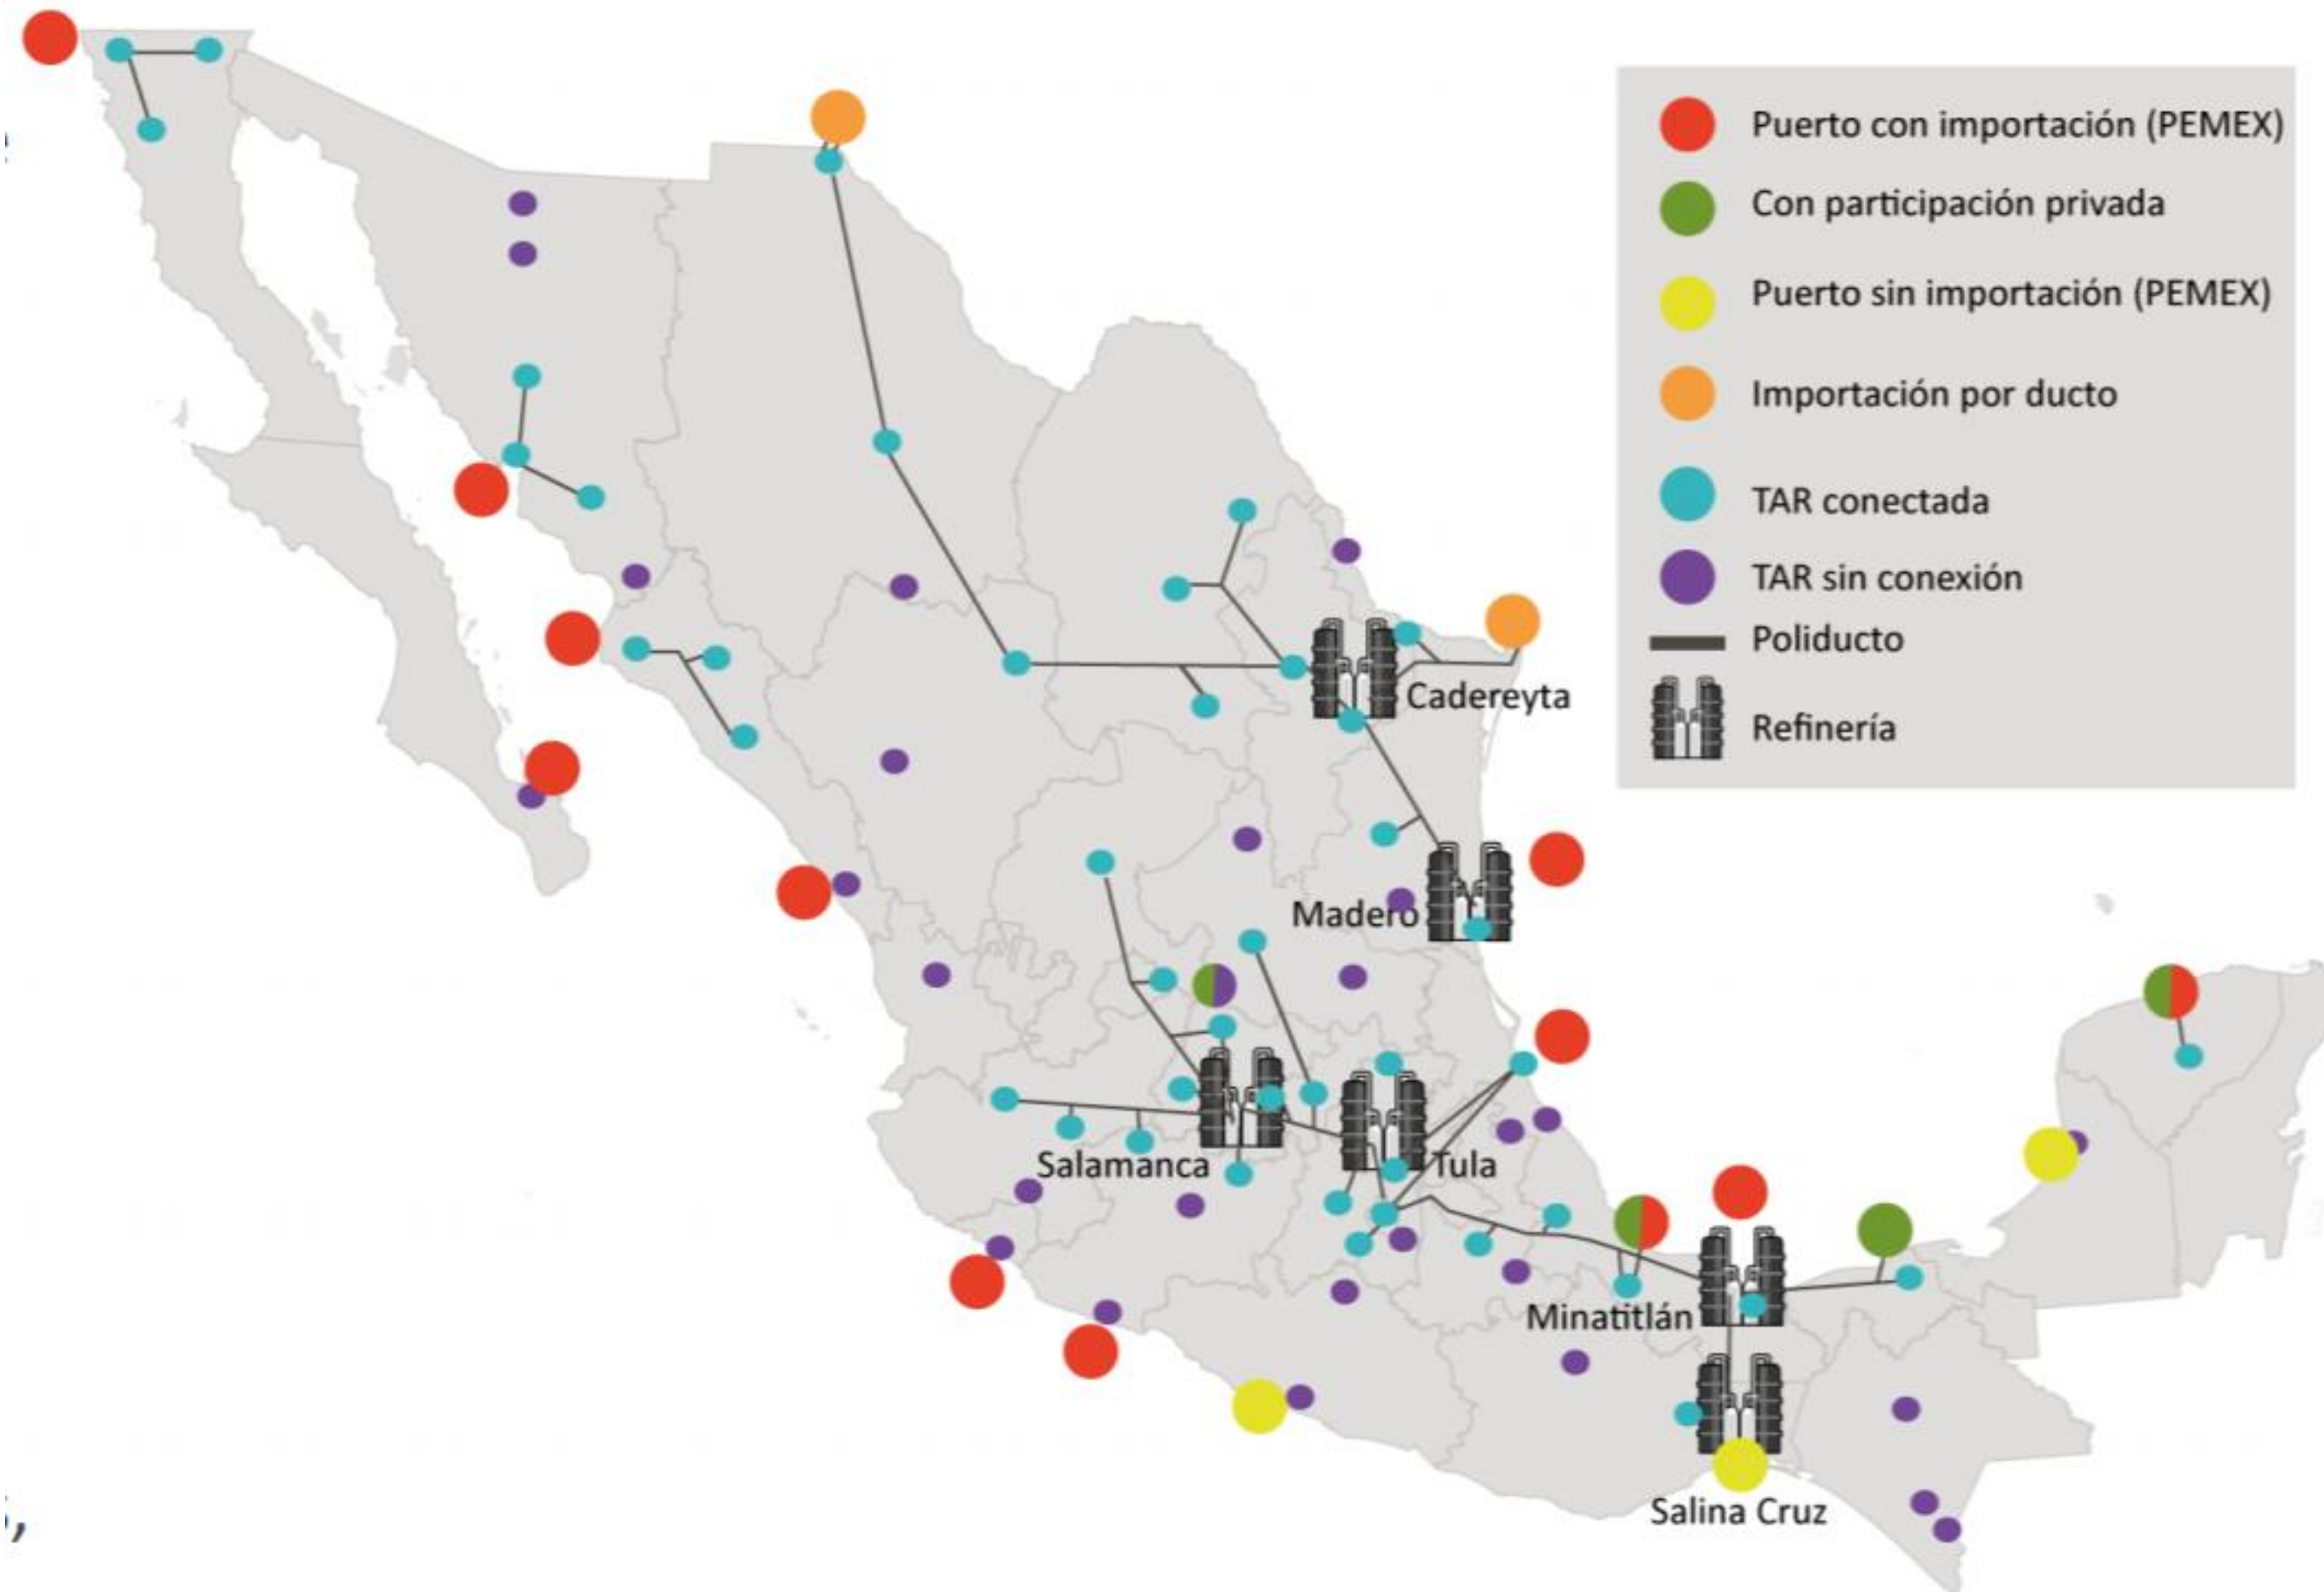 Puerto con importación (PEMEX)
Con participación privada
Puerto sin importación (PEMEX)
Importación por ducto
TAR conectada
TAR sin conexión
Poliducto
Refinería
Cadereyta
Madero
Salamanca
Tula
Minatitlán
Salina Cruz
,